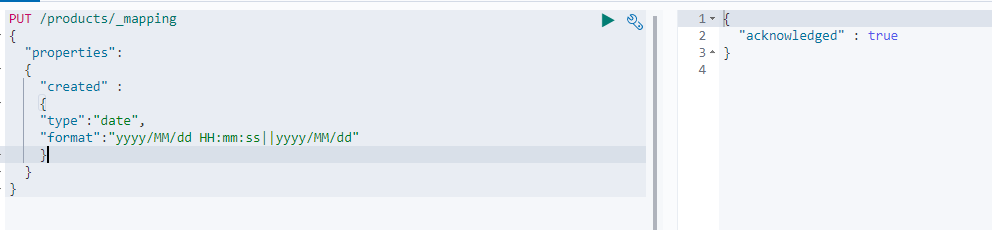 PUT /products/_mapping
{
  "properties":
  {
    "created" :
    {
    "type":"date",
    "format":"yyyy/MM/dd HH:mm:ss||yyyy/MM/dd"
    }
  }
}
1 {
2   "acknowledged" : true
3 }
4